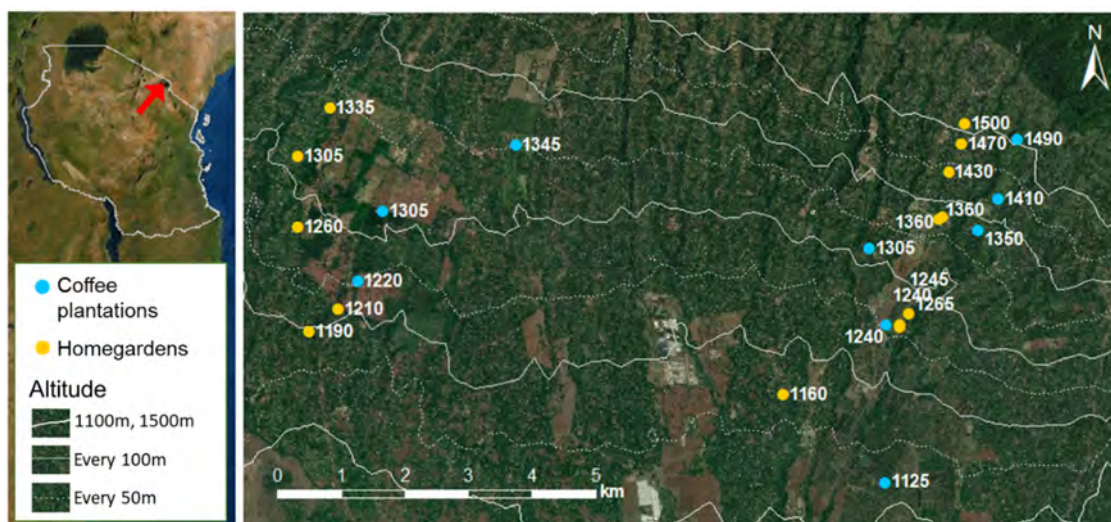 Coffee
plantations
Homegardens
Altitude
1100m, 1500m
Every 100m
Every 50m
N
1335
1500
1345
1490
1470
1305
1430
1410
1305
1360
1260
1360
1350
1305
1220
1245
1240
1265
1210
1190
1240
1160
0 1 2 3 4 5
km
1125